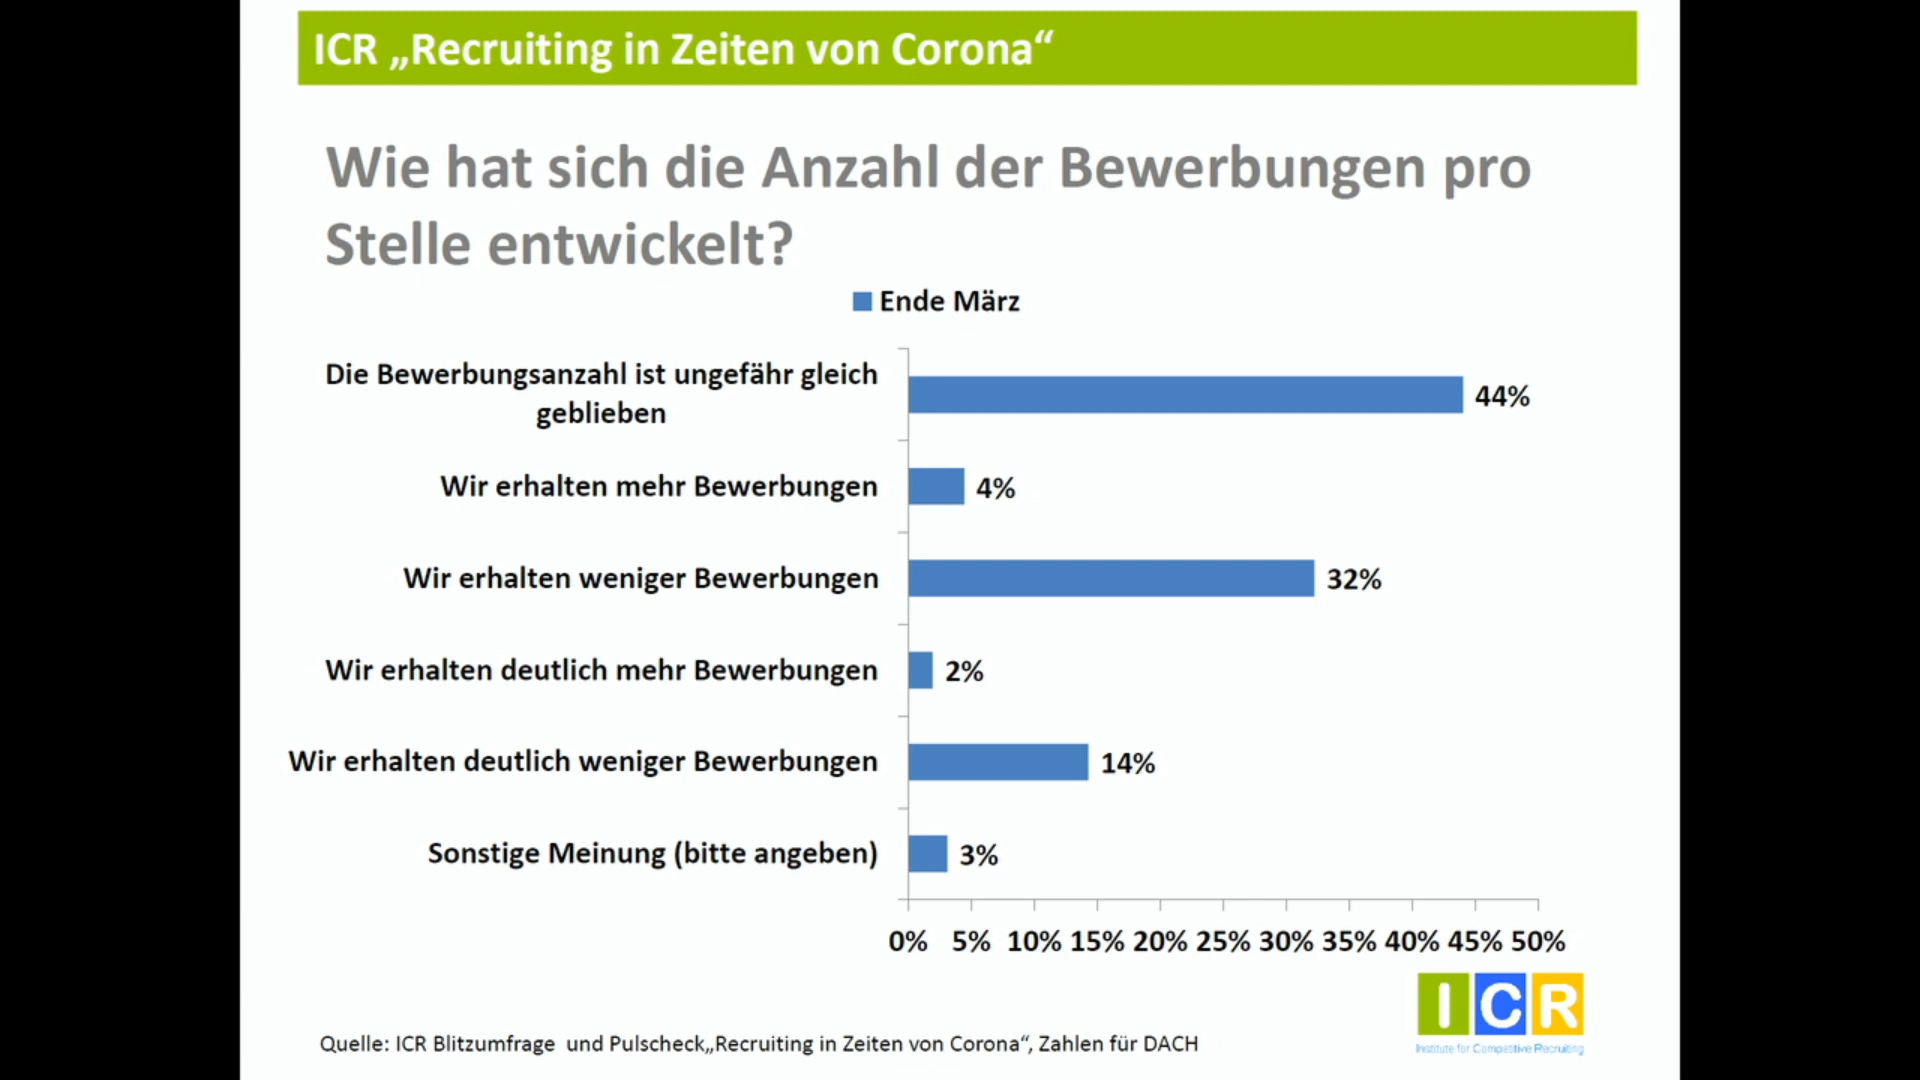 ICR „Recruiting in Zeiten von Corona“
Wie hat sich die Anzahl der Bewerbungen pro
Stelle entwickelt?
Ende März
Die Bewerbungsanzahl ist ungefähr gleich
geblieben
44%
Wir erhalten mehr Bewerbungen
4%
Wir erhalten weniger Bewerbungen
32%
Wir erhalten deutlich mehr Bewerbungen
2%
Wir erhalten deutlich weniger Bewerbungen
14%
Sonstige Meinung (bitte angeben)
3%
0% 5% 10% 15% 20% 25% 30% 35% 40% 45% 50%
ICR
Institute for Competitive Recruiting
Quelle: ICR Blitzumfrage und Pulscheck„Recruiting in Zeiten von Corona“, Zahlen für DACH